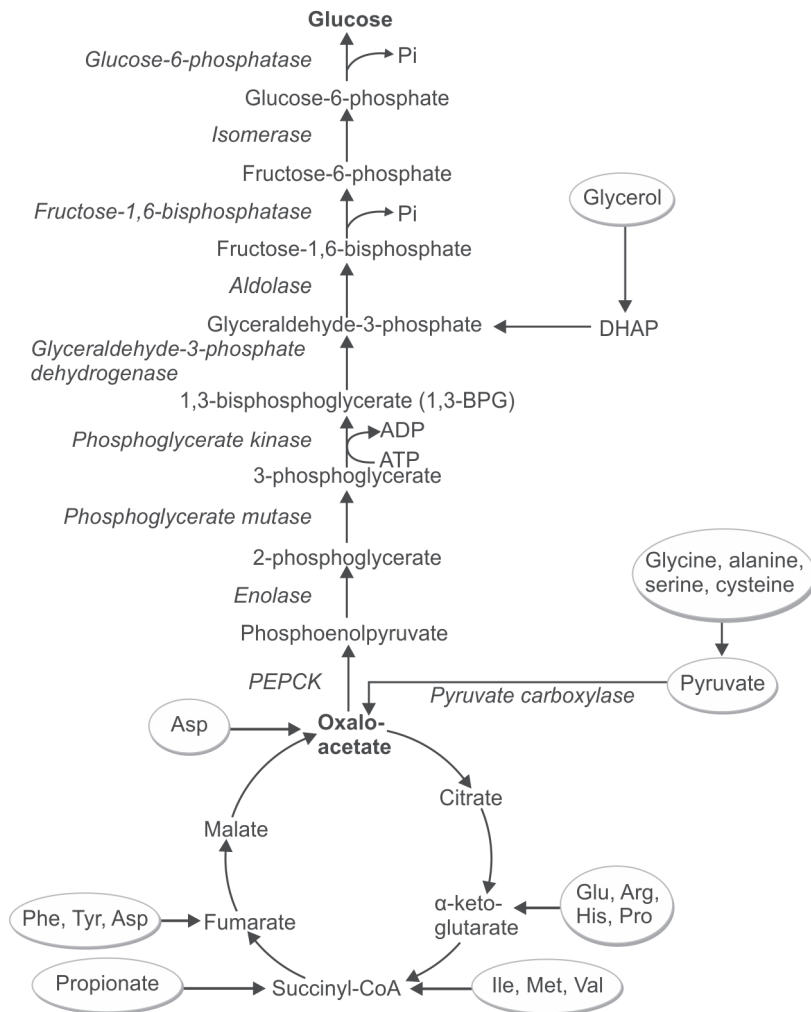 Glucose
Glucose-6-phosphatase
Pi
Glucose-6-phosphate
Isomerase
Fructose-6-phosphate
Glycerol
Fructose-1,6-bisphosphatase
Pi
Fructose-1,6-bisphosphate
Aldolase
Glyceraldehyde-3-phosphate
DHAP
Glyceraldehyde-3-phosphate
dehydrogenase
1,3-bisphosphoglycerate (1,3-BPG)
ADP
Phosphoglycerate kinase
ATP
3-phosphoglycerate
Phosphoglycerate mutase
2-phosphoglycerate
Glycine, alanine,
serine, cysteine
Enolase
Phosphoenolpyruvate
PEPCK
Pyruvate carboxylase
Pyruvate
Asp
Oxalo-
acetate
Citrate
Malate
α-keto-
glutarate
Glu, Arg,
His, Pro
Phe, Tyr, Asp
Fumarate
Propionate
Succinyl-CoA
Ile, Met, Val